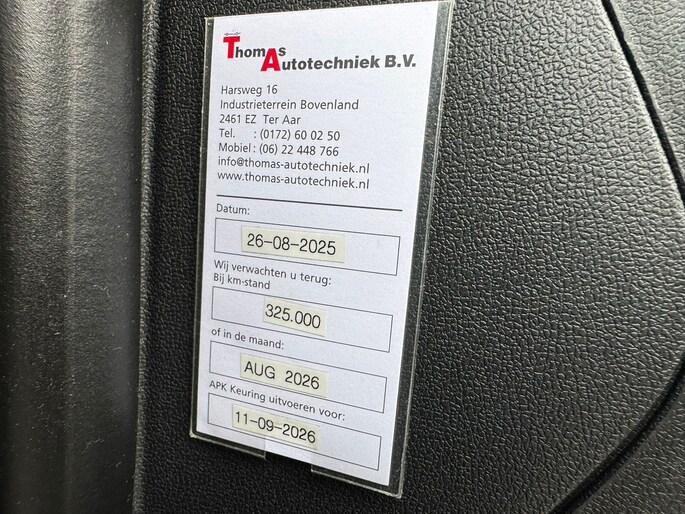 ThomAs
Autotechniek B.V.
Harsweg 16
Industrieterrein Bovenland
2461 EZ Ter Aar
Tel. : (0172) 60 02 50
Mobiel : (06) 22 448 766
info@thomas-autotechniek.nl
www.thomas-autotechniek.nl
Datum:
26-08-2025
Wij verwachten u terug:
Bij km-stand
325.000
of in de maand:
AUG 2026
APK Keuring uitvoeren voor:
11-09-2026